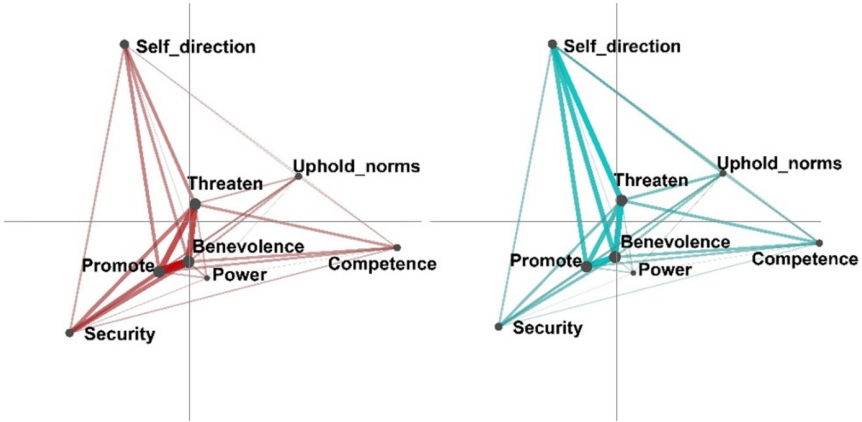 Self_direction
Uphold_norms
Threaten
Benevolence
Promote
Power
Competence
Security
Self_direction
Uphold_norms
Threaten
Benevolence
Promote
Power
Competence
Security